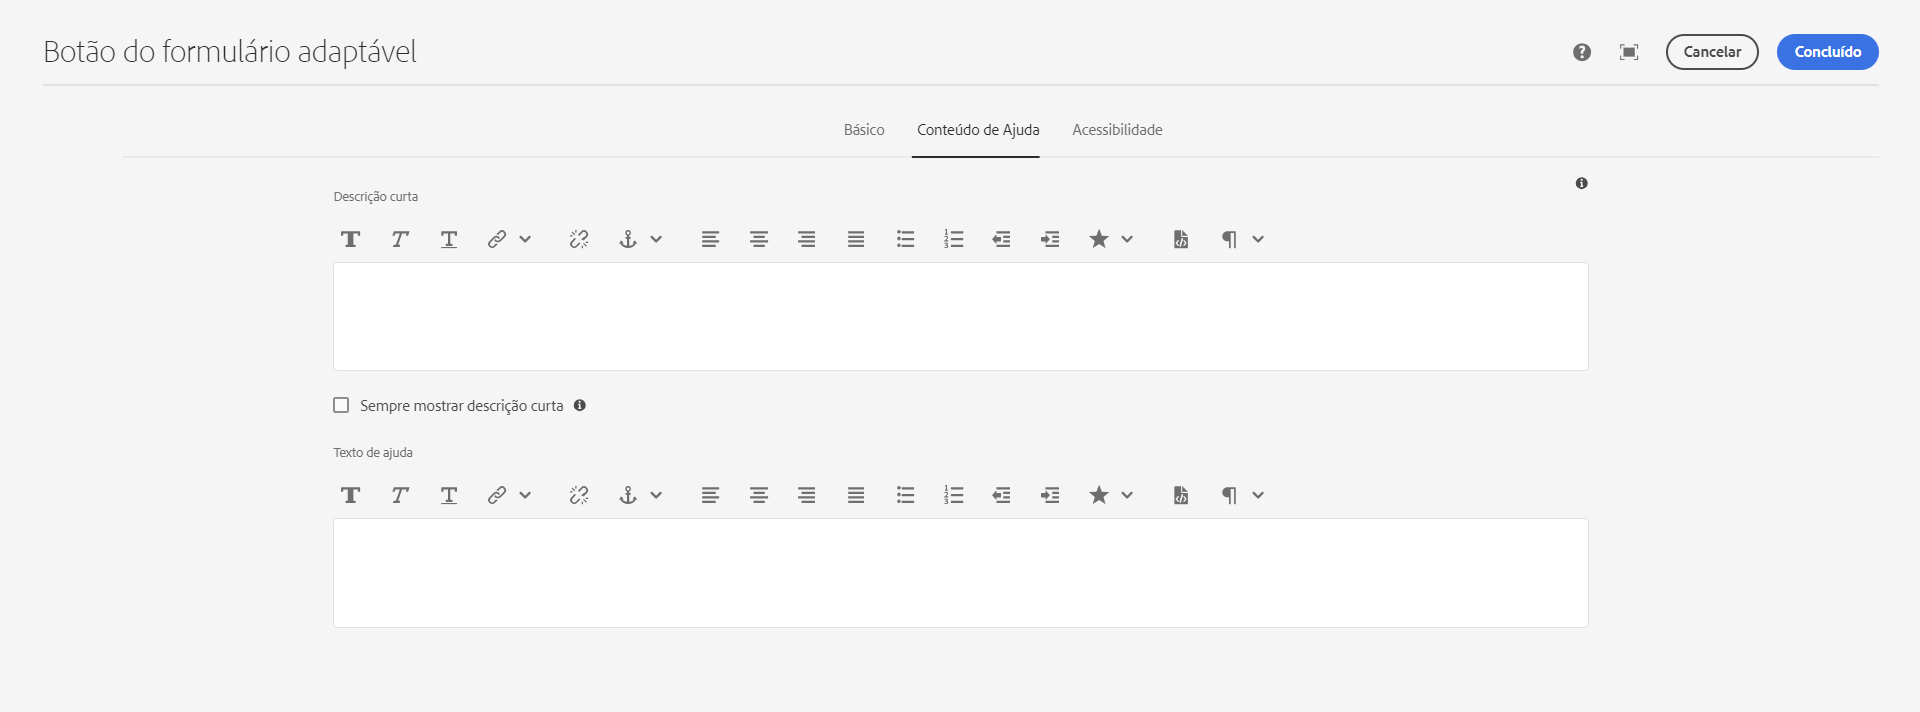 Botão do formulário adaptável
Cancelar
Concluído
Básico
Conteúdo de Ajuda
Acessibilidade
Descrição curta
Sempre mostrar descrição curta
Texto de ajuda